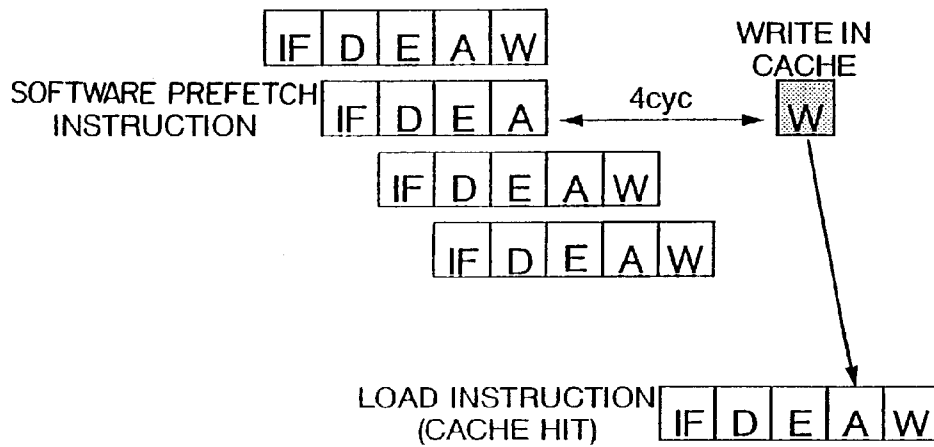 IF D E A W
WRITE IN
CACHE
SOFTWARE PREFETCH
INSTRUCTION
IF D E A
4cyc
W
IF D E A W
IF D E A W
LOAD INSTRUCTION
(CACHE HIT)
IF D E A W